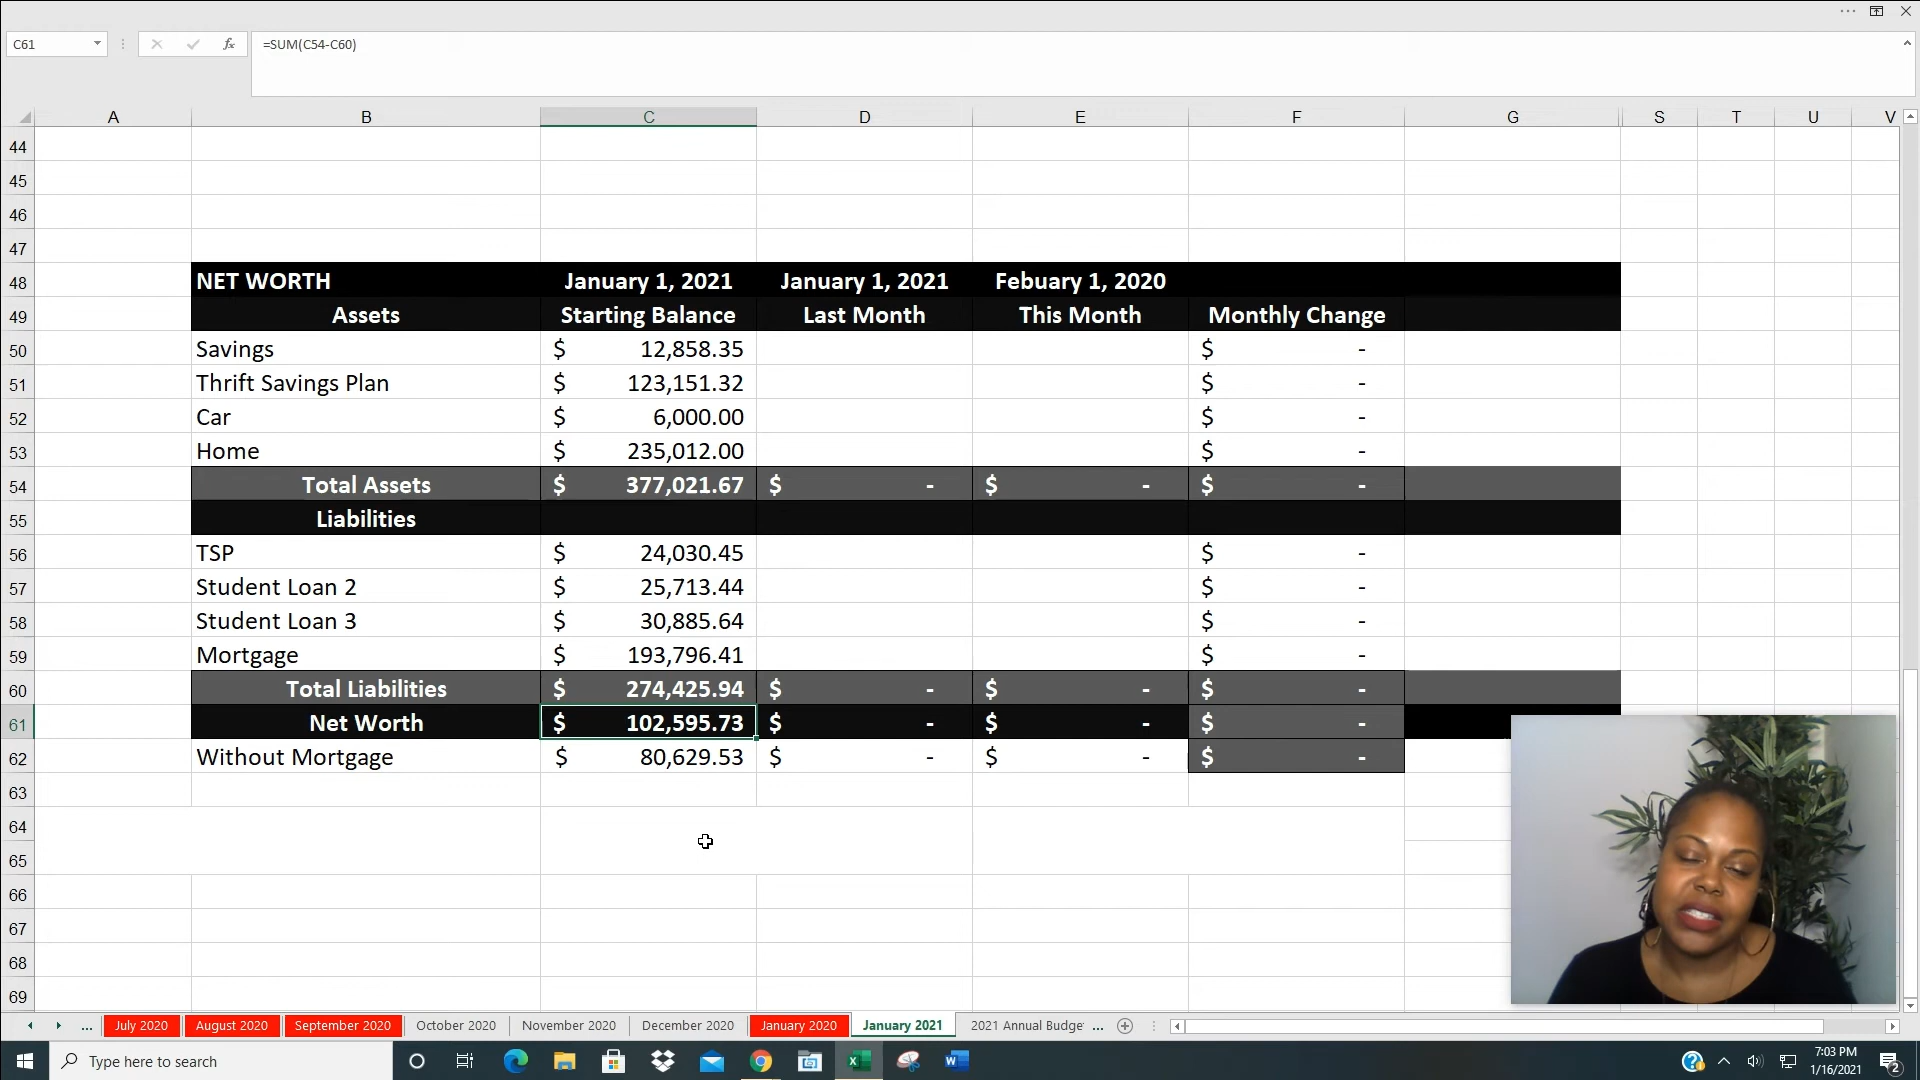 C61 =SUM(C54-C60)
A B C D E F G S T U V
44
45
46
47
48 NET WORTH January 1, 2021 January 1, 2021 Febuary 1, 2020
49 Assets Starting Balance Last Month This Month Monthly Change
50 Savings $ 12,858.35 $ -
51 Thrift Savings Plan $ 123,151.32 $ -
52 Car $ 6,000.00 $ -
53 Home $ 235,012.00 $ -
54 Total Assets $ 377,021.67 $ - $ - $ -
55 Liabilities
56 TSP $ 24,030.45 $ -
57 Student Loan 2 $ 25,713.44 $ -
58 Student Loan 3 $ 30,885.64 $ -
59 Mortgage $ 193,796.41 $ -
60 Total Liabilities $ 274,425.94 $ - $ - $ -
61 Net Worth $ 102,595.73 $ - $ - $ -
62 Without Mortgage $ 80,629.53 $ - $ - $ -
63
64
65
66
67
68
69
... July 2020 August 2020 September 2020 October 2020 November 2020 December 2020 January 2020 January 2021 2021 Annual Budge ...
Type here to search 7:03 PM
1/16/2021 2